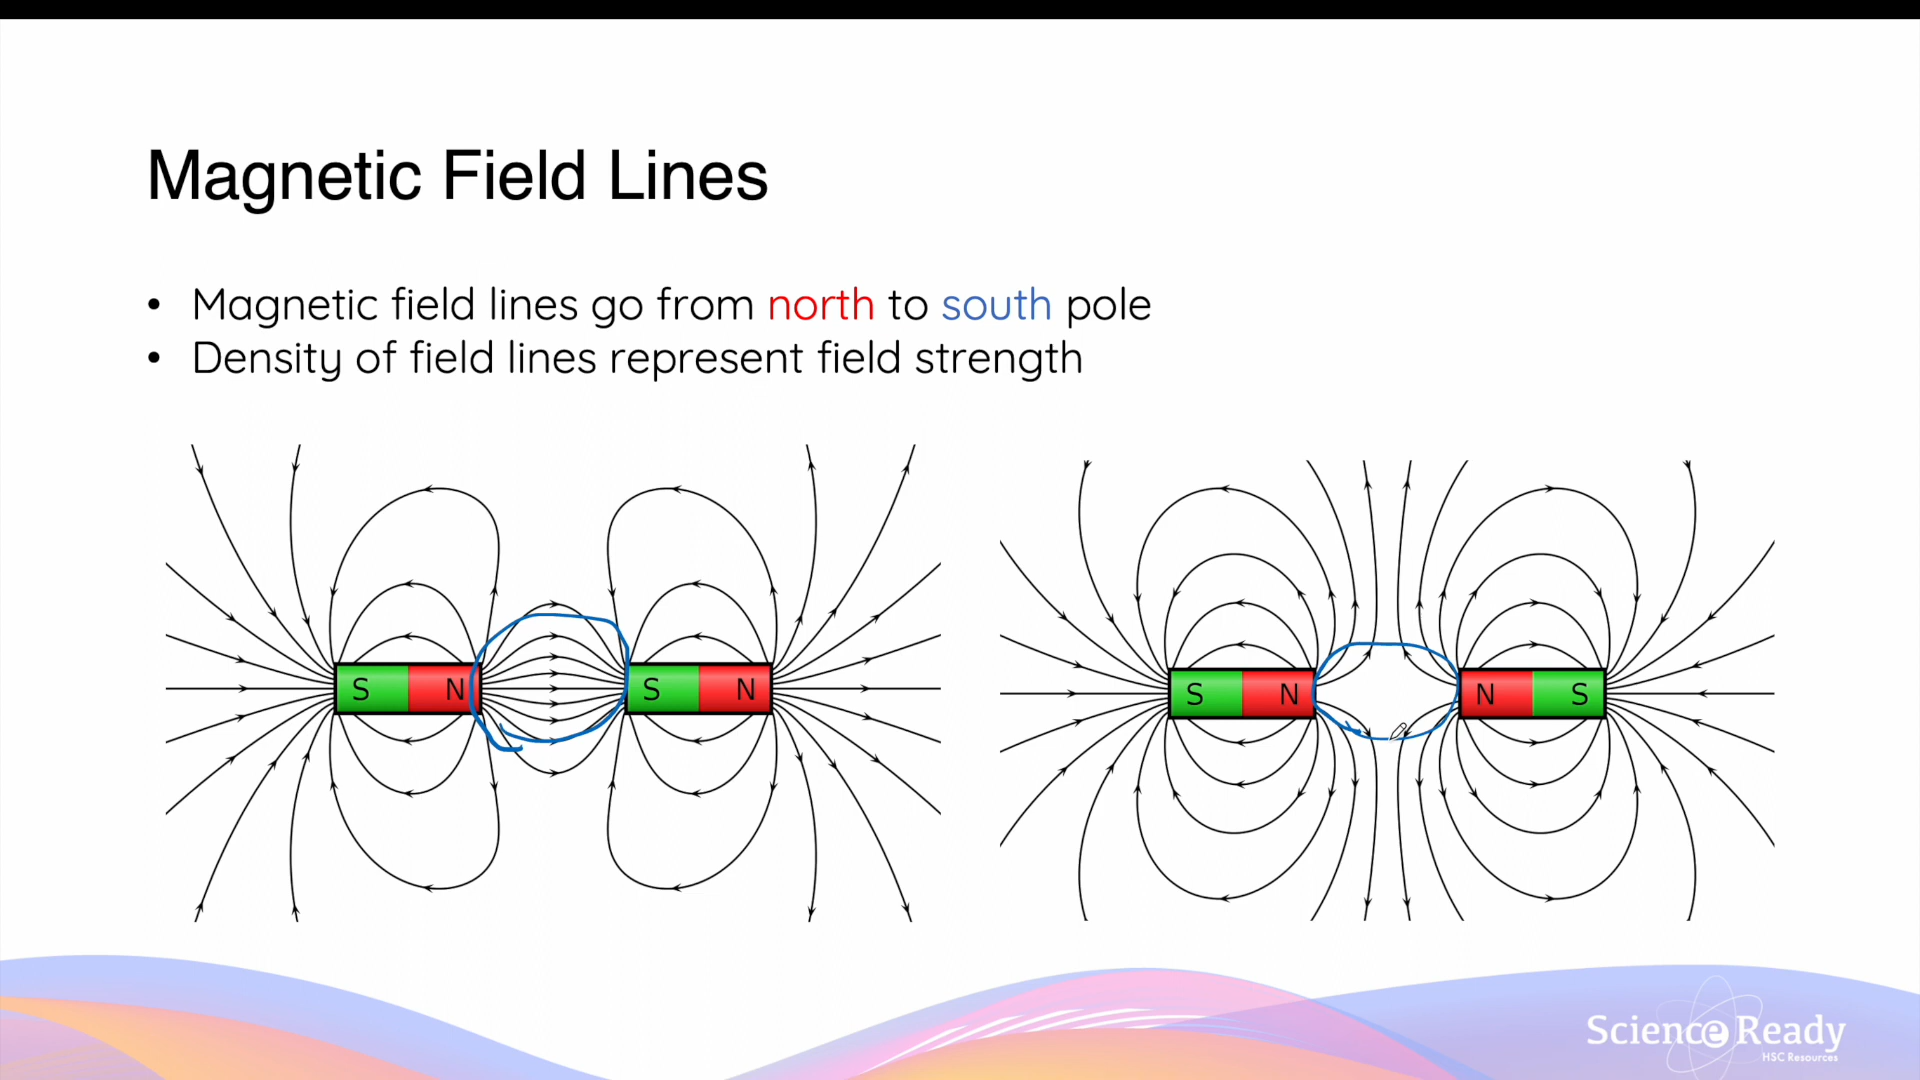 Magnetic Field Lines
• Magnetic field lines go from north to south pole
• Density of field lines represent field strength
S N S N
S N N S
Science Ready
HSC Resources